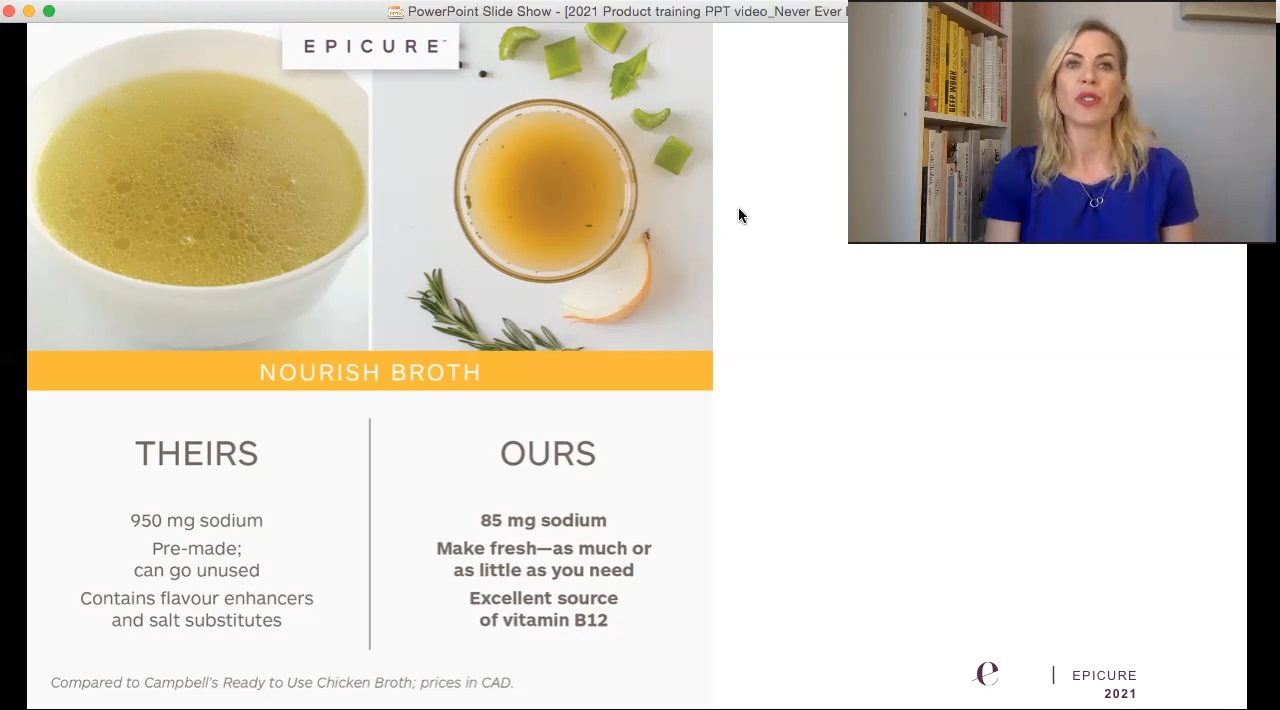 PowerPoint Slide Show - [2021 Product training PPT video_Never Ever
EPICURE™
DEEP WORK
NOURISH BROTH
THEIRS
950 mg sodium
Pre-made;
can go unused
Contains flavour enhancers
and salt substitutes
OURS
85 mg sodium
Make fresh—as much or
as little as you need
Excellent source
of vitamin B12
Compared to Campbell's Ready to Use Chicken Broth; prices in CAD.
e | EPICURE
2021